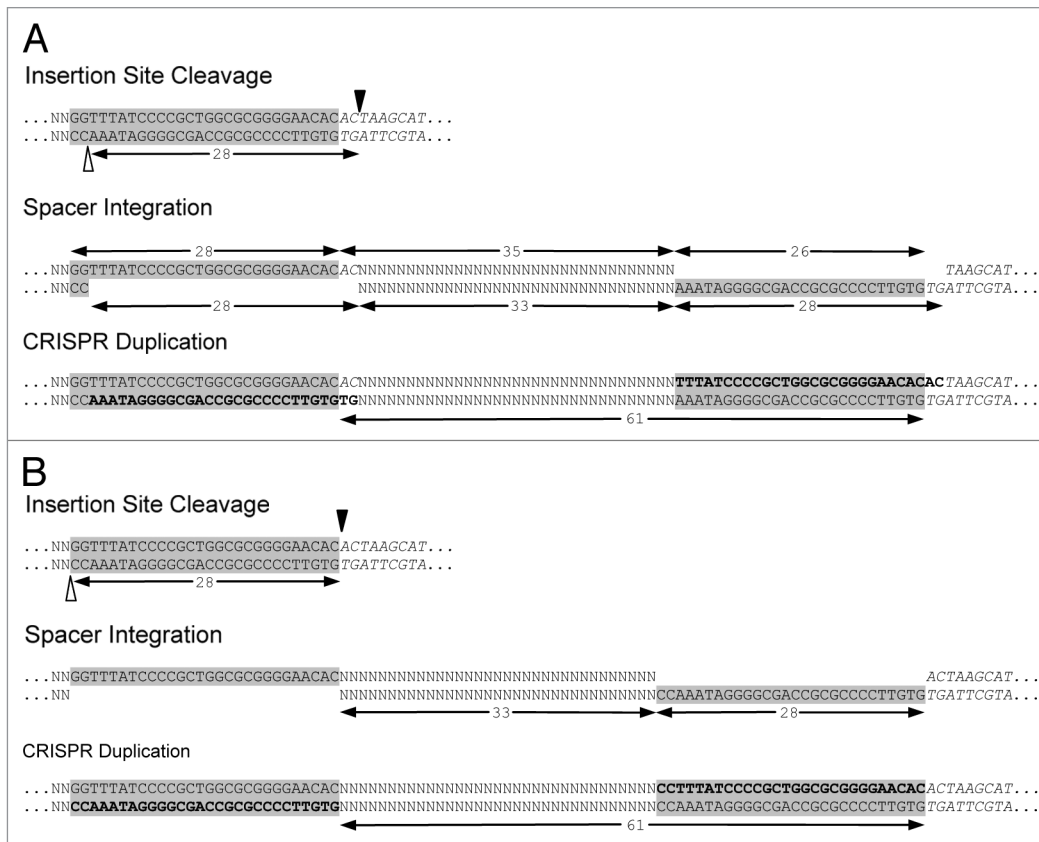 A
Insertion Site Cleavage
...NNGGTTTATCCCCGCTGGCGCGGGGAACACACTAAGCAT...
...NNCCAAATAGGGGCGACCGCGCCCCTTGTGTGATTCGTA...
28
Spacer Integration
28 35 26
...NNGGTTTATCCCCGCTGGCGCGGGGAACACACNNNNNNNNNNNNNNNNNNNNNNNNNNNNNNNNN TAAGCAT...
...NNCC NNNNNNNNNNNNNNNNNNNNNNNNNNNNNNNNNAAATAGGGGCGACCGCGCCCCTTGTGTGATTCGTA...
28 33 28
CRISPR Duplication
...NNGGTTTATCCCCGCTGGCGCGGGGAACACACNNNNNNNNNNNNNNNNNNNNNNNNNNNNNNNNNTTTATCCCCGCTGGCGCGGGGAACACACTAAGCAT...
...NNCCAAATAGGGGCGACCGCGCCCCTTGTGTGNNNNNNNNNNNNNNNNNNNNNNNNNNNNNNNNNAAATAGGGGCGACCGCGCCCCTTGTGTGATTCGTA...
61
B
Insertion Site Cleavage
...NNGGTTTATCCCCGCTGGCGCGGGGAACACACTAAGCAT...
...NNCCAAATAGGGGCGACCGCGCCCCTTGTGTGATTCGTA...
28
Spacer Integration
...NNGGTTTATCCCCGCTGGCGCGGGGAACACNNNNNNNNNNNNNNNNNNNNNNNNNNNNNNNNN ACTAAGCAT...
...NN NNNNNNNNNNNNNNNNNNNNNNNNNNNNNNNNNCCAAATAGGGGCGACCGCGCCCCTTGTGTGATTCGTA...
33 28
CRISPR Duplication
...NNGGTTTATCCCCGCTGGCGCGGGGAACACNNNNNNNNNNNNNNNNNNNNNNNNNNNNNNNNNCCTTTATCCCCGCTGGCGCGGGGAACACACTAAGCAT...
...NNCCAAATAGGGGCGACCGCGCCCCTTGTGNNNNNNNNNNNNNNNNNNNNNNNNNNNNNNNNNCCAAATAGGGGCGACCGCGCCCCTTGTGTGATTCGTA...
61